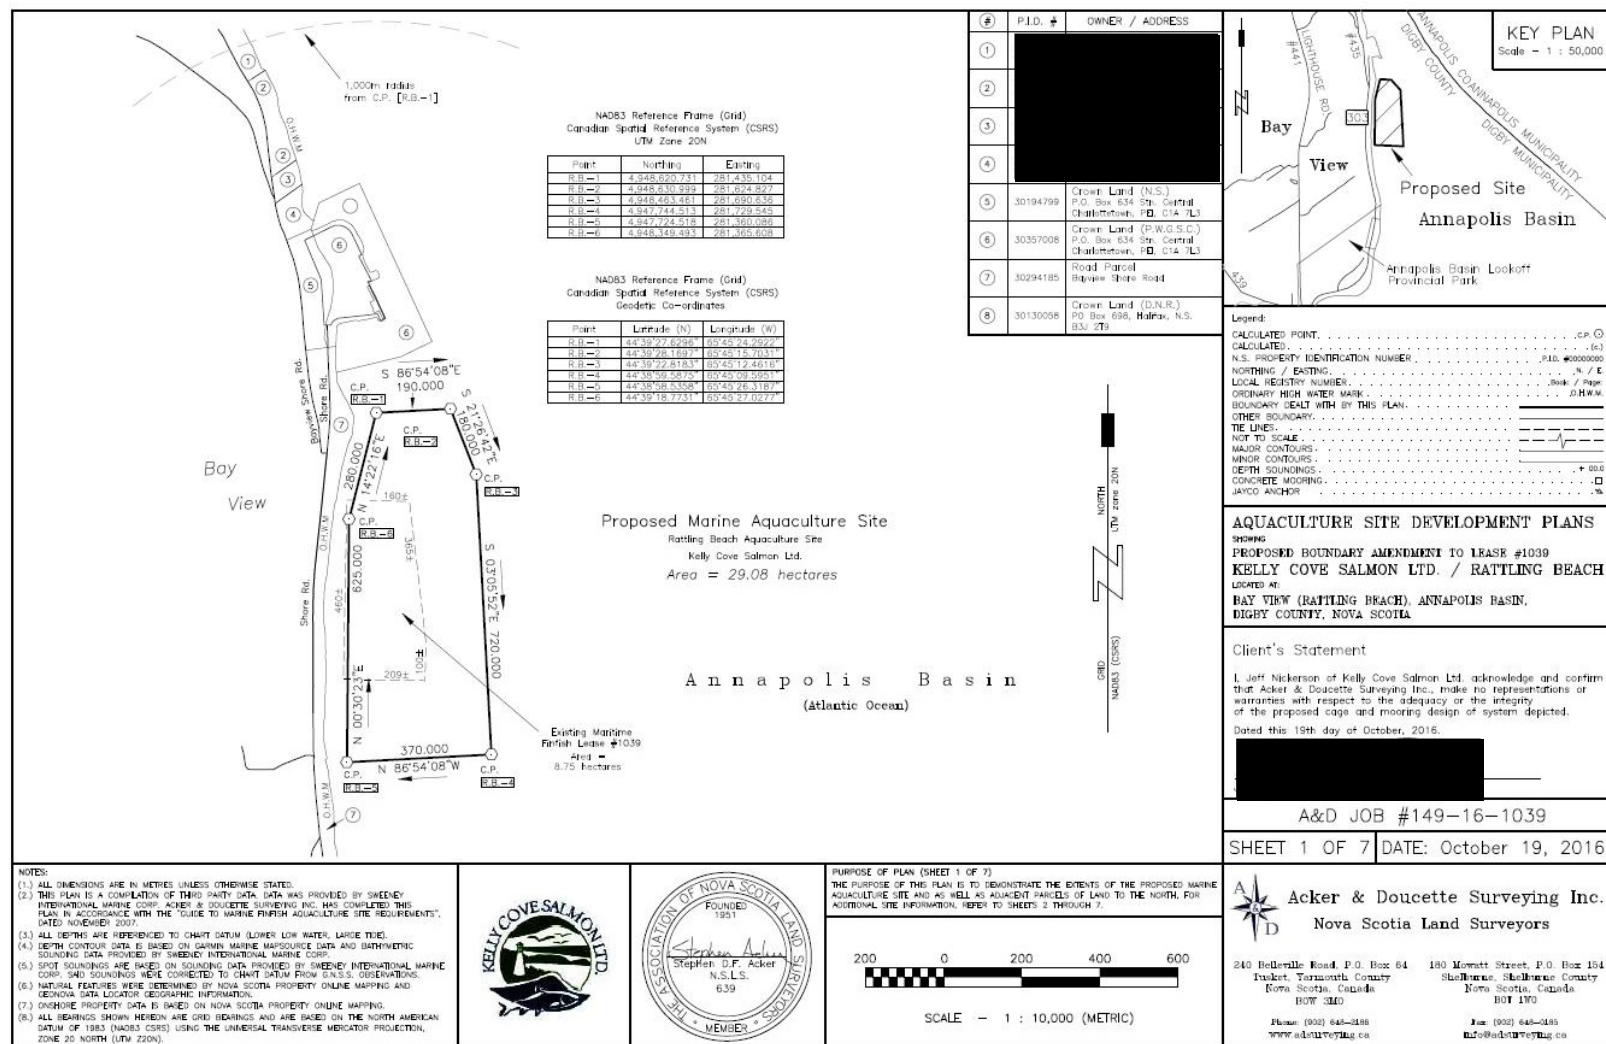 1,000m radius
from C.P. [R.B.-1]
O.H.W.M
1
2
2
3
4
5
6
6
7
Bayview Shore Rd.
Shore Rd.
Bay
View
O.H.W.M
Shore Rd.
O.H.W.M
7
S 86°54'08"E
190.000
C.P.
R.B.-1
C.P.
R.B.-2
S 21°26'42"E
180.000
C.P.
R.B.-3
280.000
N 14°22'16"E
C.P.
R.B.-6
160±
365±
460±
209±
100±
625.000
N 00°30'23"E
S 03°05'52"E 720.000
370.000
N 86°54'08"W
C.P.
R.B.-5
C.P.
R.B.-4
Existing Maritime
Finfish Lease #1039
Area =
8.75 hectares
NAD83 Reference Frame (Grid)
Canadian Spatial Reference System (CSRS)
UTM Zone 20N
Point Northing Easting
R.B.-1 4,948,620.731 281,435.104
R.B.-2 4,948,630.999 281,624.827
R.B.-3 4,948,463.461 281,690.636
R.B.-4 4,947,744.513 281,729.545
R.B.-5 4,947,724.518 281,360.086
R.B.-6 4,948,349.493 281,365.608
NAD83 Reference Frame (Grid)
Canadian Spatial Reference System (CSRS)
Geodetic Co-ordinates
Point Latitude (N) Longitude (W)
R.B.-1 44°39'27.6296" 65°45'24.2922"
R.B.-2 44°39'28.1697" 65°45'15.7031"
R.B.-3 44°39'22.8183" 65°45'12.4616"
R.B.-4 44°38'59.5875" 65°45'09.5951"
R.B.-5 44°38'58.5358" 65°45'26.3187"
R.B.-6 44°39'18.7731" 65°45'27.0277"
Proposed Marine Aquaculture Site
Rattling Beach Aquaculture Site
Kelly Cove Salmon Ltd.
Area = 29.08 hectares
Annapolis Basin
(Atlantic Ocean)
NORTH
UTM zone 20N
GRID
NAD83 (CSRS)
# P.I.D. # OWNER / ADDRESS
1
2
3
4
5 30194799 Crown Land (N.S.)
P.O. Box 634 Stn. Central
Charlottetown, PEI, C1A 7L3
6 30357008 Crown Land (P.W.G.S.C.)
P.O. Box 634 Stn. Central
Charlottetown, PEI, C1A 7L3
7 30294185 Road Parcel
Bayview Shore Road
8 30130058 Crown Land (D.N.R.)
PO Box 698, Halifax, N.S.
B3J 2T9
KEY PLAN
Scale - 1 : 50,000
LIGHTHOUSE RD.
#441
#435
303
439
ANNAPOLIS CO.
DIGBY COUNTY
ANNAPOLIS MUNICIPALITY
DIGBY MUNICIPALITY
Bay
View
Proposed Site
Annapolis Basin
Annapolis Basin Lookoff
Provincial Park
Legend:
CALCULATED POINT C.P.
CALCULATED (c.)
N.S. PROPERTY IDENTIFICATION NUMBER P.I.D. #00000000
NORTHING / EASTING N. / E.
LOCAL REGISTRY NUMBER Book: / Page:
ORDINARY HIGH WATER MARK O.H.W.M.
BOUNDARY DEALT WITH BY THIS PLAN
OTHER BOUNDARY
TIE LINES
NOT TO SCALE
MAJOR CONTOURS
MINOR CONTOURS
DEPTH SOUNDINGS + 00.0
CONCRETE MOORING
JAYCO ANCHOR
AQUACULTURE SITE DEVELOPMENT PLANS
SHOWING
PROPOSED BOUNDARY AMENDMENT TO LEASE #1039
KELLY COVE SALMON LTD. / RATTLING BEACH
LOCATED AT:
BAY VIEW (RATTLING BEACH), ANNAPOLIS BASIN,
DIGBY COUNTY, NOVA SCOTIA
Client's Statement
I, Jeff Nickerson of Kelly Cove Salmon Ltd. acknowledge and confirm
that Acker & Doucette Surveying Inc., make no representations or
warranties with respect to the adequacy or the integrity
of the proposed cage and mooring design of system depicted.
Dated this 19th day of October, 2016.
A&D JOB #149-16-1039
SHEET 1 OF 7 DATE: October 19, 2016
A & D
Acker & Doucette Surveying Inc.
Nova Scotia Land Surveyors
240 Belleville Road, P.O. Box 64
Tusket, Yarmouth County
Nova Scotia, Canada
B0W 3M0
Phone: (902) 648-2188
www.adsurveying.ca
180 Mowatt Street, P.O. Box 154
Shelburne, Shelburne County
Nova Scotia, Canada
B0T 1W0
Fax: (902) 648-0185
info@adsurveying.ca
NOTES:
(1.) ALL DIMENSIONS ARE IN METRES UNLESS OTHERWISE STATED.
(2.) THIS PLAN IS A COMPILATION OF THIRD PARTY DATA. DATA WAS PROVIDED BY SWEENEY
INTERNATIONAL MARINE CORP. ACKER & DOUCETTE SURVEYING INC. HAS COMPLETED THIS
PLAN IN ACCORDANCE WITH THE "GUIDE TO MARINE FINFISH AQUACULTURE SITE REQUIREMENTS",
DATED NOVEMBER 2007.
(3.) ALL DEPTHS ARE REFERENCED TO CHART DATUM (LOWER LOW WATER, LARGE TIDE).
(4.) DEPTH CONTOUR DATA IS BASED ON GARMIN MARINE MAPSOURCE DATA AND BATHYMETRIC
SOUNDING DATA PROVIDED BY SWEENEY INTERNATIONAL MARINE CORP.
(5.) SPOT SOUNDINGS ARE BASED ON SOUNDING DATA PROVIDED BY SWEENEY INTERNATIONAL MARINE
CORP. SAID SOUNDINGS WERE CORRECTED TO CHART DATUM FROM G.N.S.S. OBSERVATIONS.
(6.) NATURAL FEATURES WERE DETERMINED BY NOVA SCOTIA PROPERTY ONLINE MAPPING AND
GEONOVA DATA LOCATOR GEOGRAPHIC INFORMATION.
(7.) ONSHORE PROPERTY DATA IS BASED ON NOVA SCOTIA PROPERTY ONLINE MAPPING.
(8.) ALL BEARINGS SHOWN HEREON ARE GRID BEARINGS AND ARE BASED ON THE NORTH AMERICAN
DATUM OF 1983 (NAD83 CSRS) USING THE UNIVERSAL TRANSVERSE MERCATOR PROJECTION,
ZONE 20 NORTH (UTM Z20N).
KELLY COVE SALMON LTD.
THE ASSOCIATION OF NOVA SCOTIA LAND SURVEYORS
FOUNDED
1951
Stephen Acker
Stephen D.F. Acker
N.S.L.S.
639
MEMBER
PURPOSE OF PLAN (SHEET 1 OF 7)
THE PURPOSE OF THIS PLAN IS TO DEMONSTRATE THE EXTENTS OF THE PROPOSED MARINE
AQUACULTURE SITE AND AS WELL AS ADJACENT PARCELS OF LAND TO THE NORTH, FOR
ADDITIONAL SITE INFORMATION, REFER TO SHEETS 2 THROUGH 7.
200 0 200 400 600
SCALE - 1 : 10,000 (METRIC)